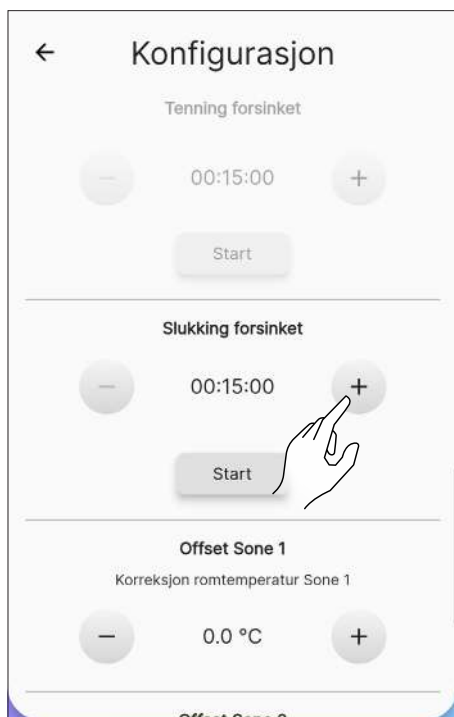 ← Konfigurasjon
Tenning forsinket
− 00:15:00 +
Start
Slukking forsinket
− 00:15:00 +
Start
Offset Sone 1
Korreksjon romtemperatur Sone 1
− 0.0 °C +